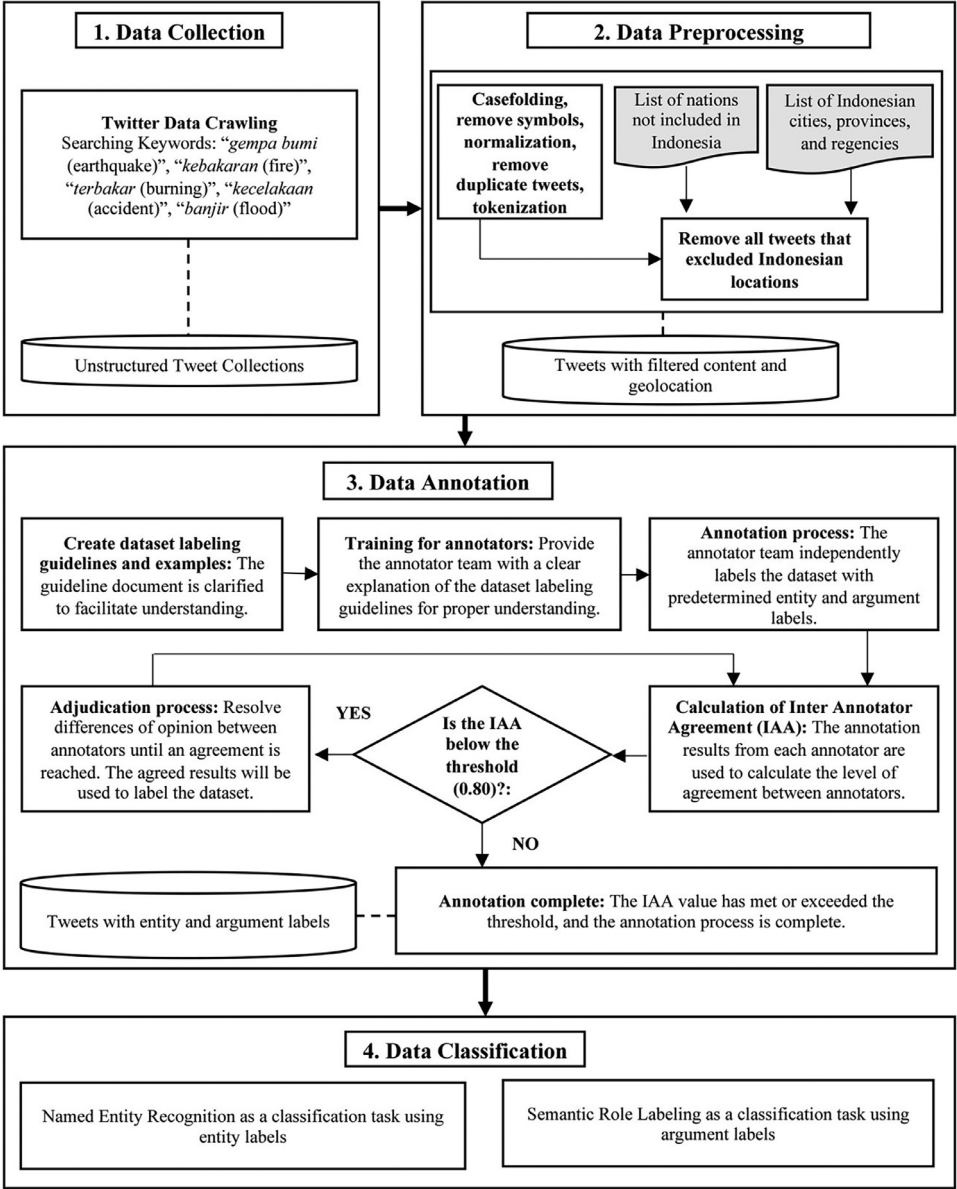 1. Data Collection
Twitter Data Crawling
Searching Keywords: “gempa bumi
(earthquake)”, “kebakaran (fire)”,
“terbakar (burning)”, “kecelakaan
(accident)”, “banjir (flood)”
Unstructured Tweet Collections
2. Data Preprocessing
Casefolding,
remove symbols,
normalization,
remove
duplicate tweets,
tokenization
List of nations
not included in
Indonesia
List of Indonesian
cities, provinces,
and regencies
Remove all tweets that
excluded Indonesian
locations
Tweets with filtered content and
geolocation
3. Data Annotation
Create dataset labeling
guidelines and examples: The
guideline document is clarified
to facilitate understanding.
Training for annotators: Provide
the annotator team with a clear
explanation of the dataset labeling
guidelines for proper understanding.
Annotation process: The
annotator team independently
labels the dataset with
predetermined entity and argument
labels.
Adjudication process: Resolve
differences of opinion between
annotators until an agreement is
reached. The agreed results will be
used to label the dataset.
YES
Is the IAA
below the
threshold
(0.80)?:
Calculation of Inter Annotator
Agreement (IAA): The annotation
results from each annotator are
used to calculate the level of
agreement between annotators.
NO
Tweets with entity and argument labels
Annotation complete: The IAA value has met or exceeded the
threshold, and the annotation process is complete.
4. Data Classification
Named Entity Recognition as a classification task using
entity labels
Semantic Role Labeling as a classification task using
argument labels